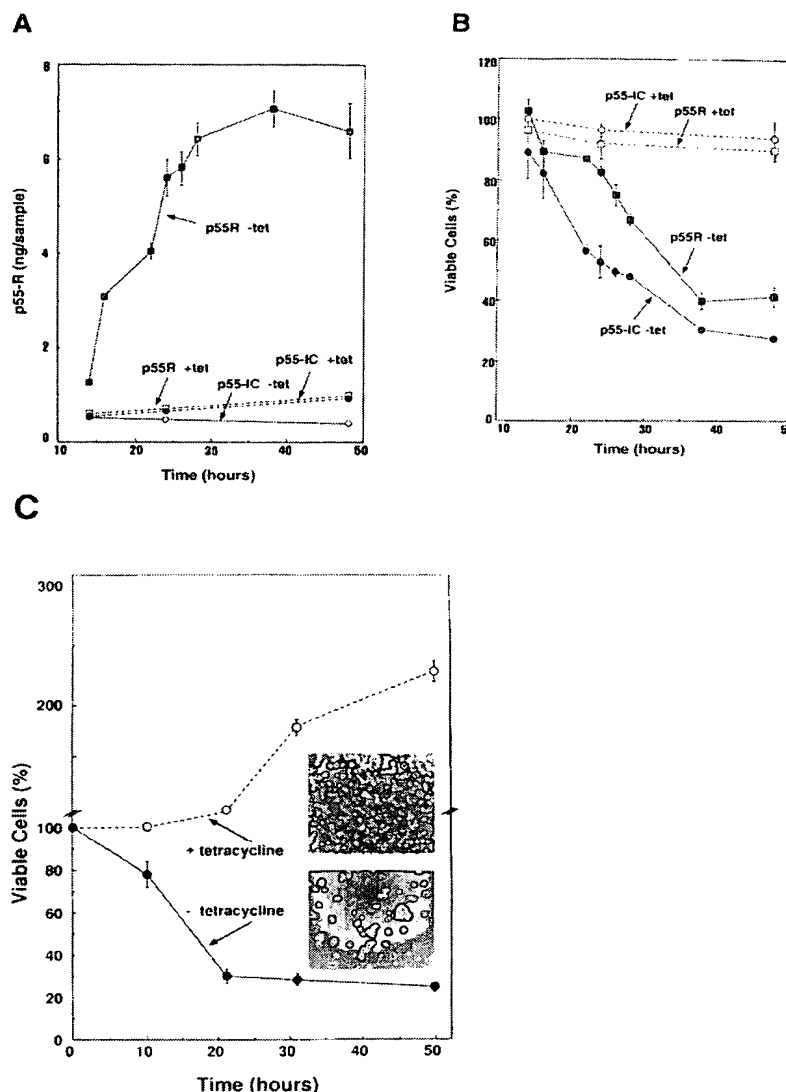 A
p55-R (ng/sample)
8
6
4
2
0
p55R -tet
p55R +tet
p55-IC -tet
p55-IC +tet
10 20 30 40 50
Time (hours)
B
Viable Cells (%)
120
100
80
60
40
20
0
p55-IC +tet
p55R +tet
p55R -tet
p55-IC -tet
10 20 30 40 50
Time (hours)
C
Viable Cells (%)
300
200
100
80
60
40
20
0
+ tetracycline
- tetracycline
0 10 20 30 40 50
Time (hours)